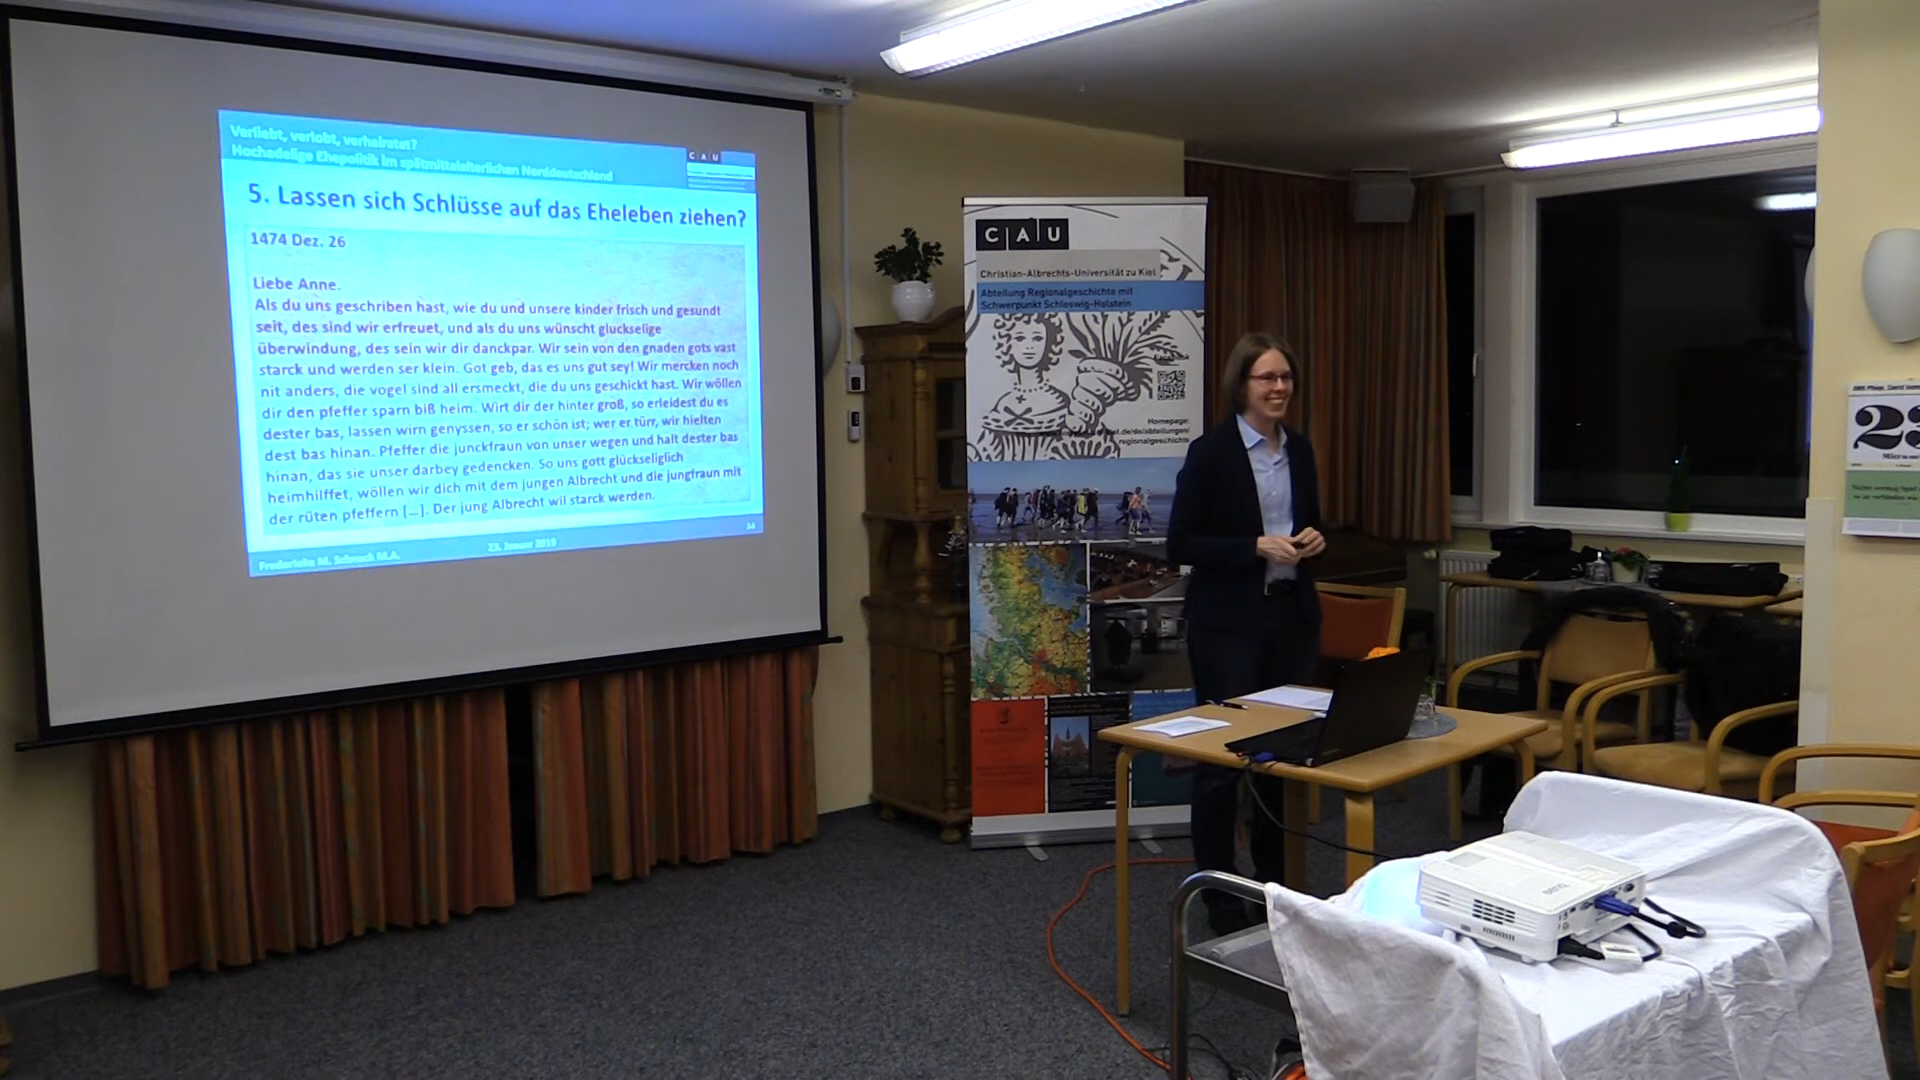 Verliebt, verlobt, verheiratet?
Hochadelige Ehepolitik im spätmittelalterlichen Norddeutschland
C A U
5. Lassen sich Schlüsse auf das Eheleben ziehen?
1474 Dez. 26
Liebe Anne.
Als du uns geschriben hast, wie du und unsere kinder frisch und gesundt
seit, des sind wir erfreuet, und als du uns wünscht gluckselige
überwindung, des sein wir dir danckpar. Wir sein von den gnaden gots vast
starck und werden ser klein. Got geb, das es uns gut sey! Wir mercken noch
nit anders, die vogel sind all ersmeckt, die du uns geschickt hast. Wir wöllen
dir den pfeffer sparn biß heim. Wirt dir der hinter groß, so erleidest du es
dester bas, lassen wirn genyssen, so er schön ist; wer er türr, wir hielten
dest bas hinan. Pfeffer die junckfraun von unser wegen und halt dester bas
hinan, das sie unser darbey gedencken. So uns gott glückseliglich
heimhilffet, wöllen wir dich mit dem jungen Albrecht und die jungfraun mit
der rüten pfeffern [...]. Der jung Albrecht wil starck werden.
34
Frederieke M. Schnack M.A.
23. Januar 2019
C A U
Christian-Albrechts-Universität zu Kiel
Abteilung Regionalgeschichte mit
Schwerpunkt Schleswig-Holstein
Homepage:
regionalgeschichte
23
BENQ